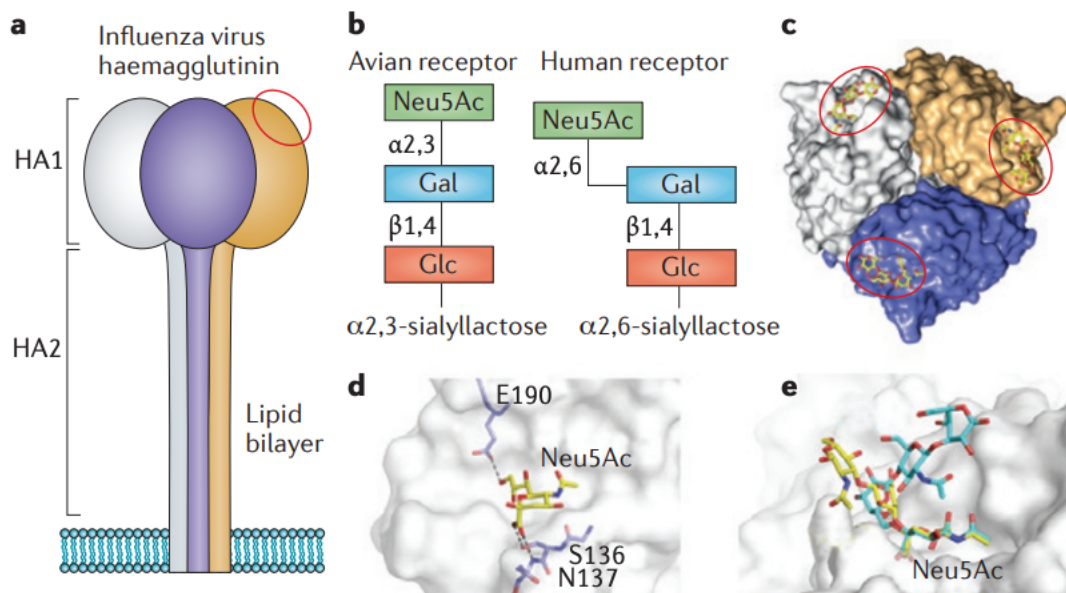 a
Influenza virus
haemagglutinin
HA1
HA2
Lipid
bilayer
b
Avian receptor
Neu5Ac
α2,3
Gal
β1,4
Glc
α2,3-sialyllactose
Human receptor
Neu5Ac
α2,6
Gal
β1,4
Glc
α2,6-sialyllactose
c
d
E190
Neu5Ac
S136
N137
e
Neu5Ac